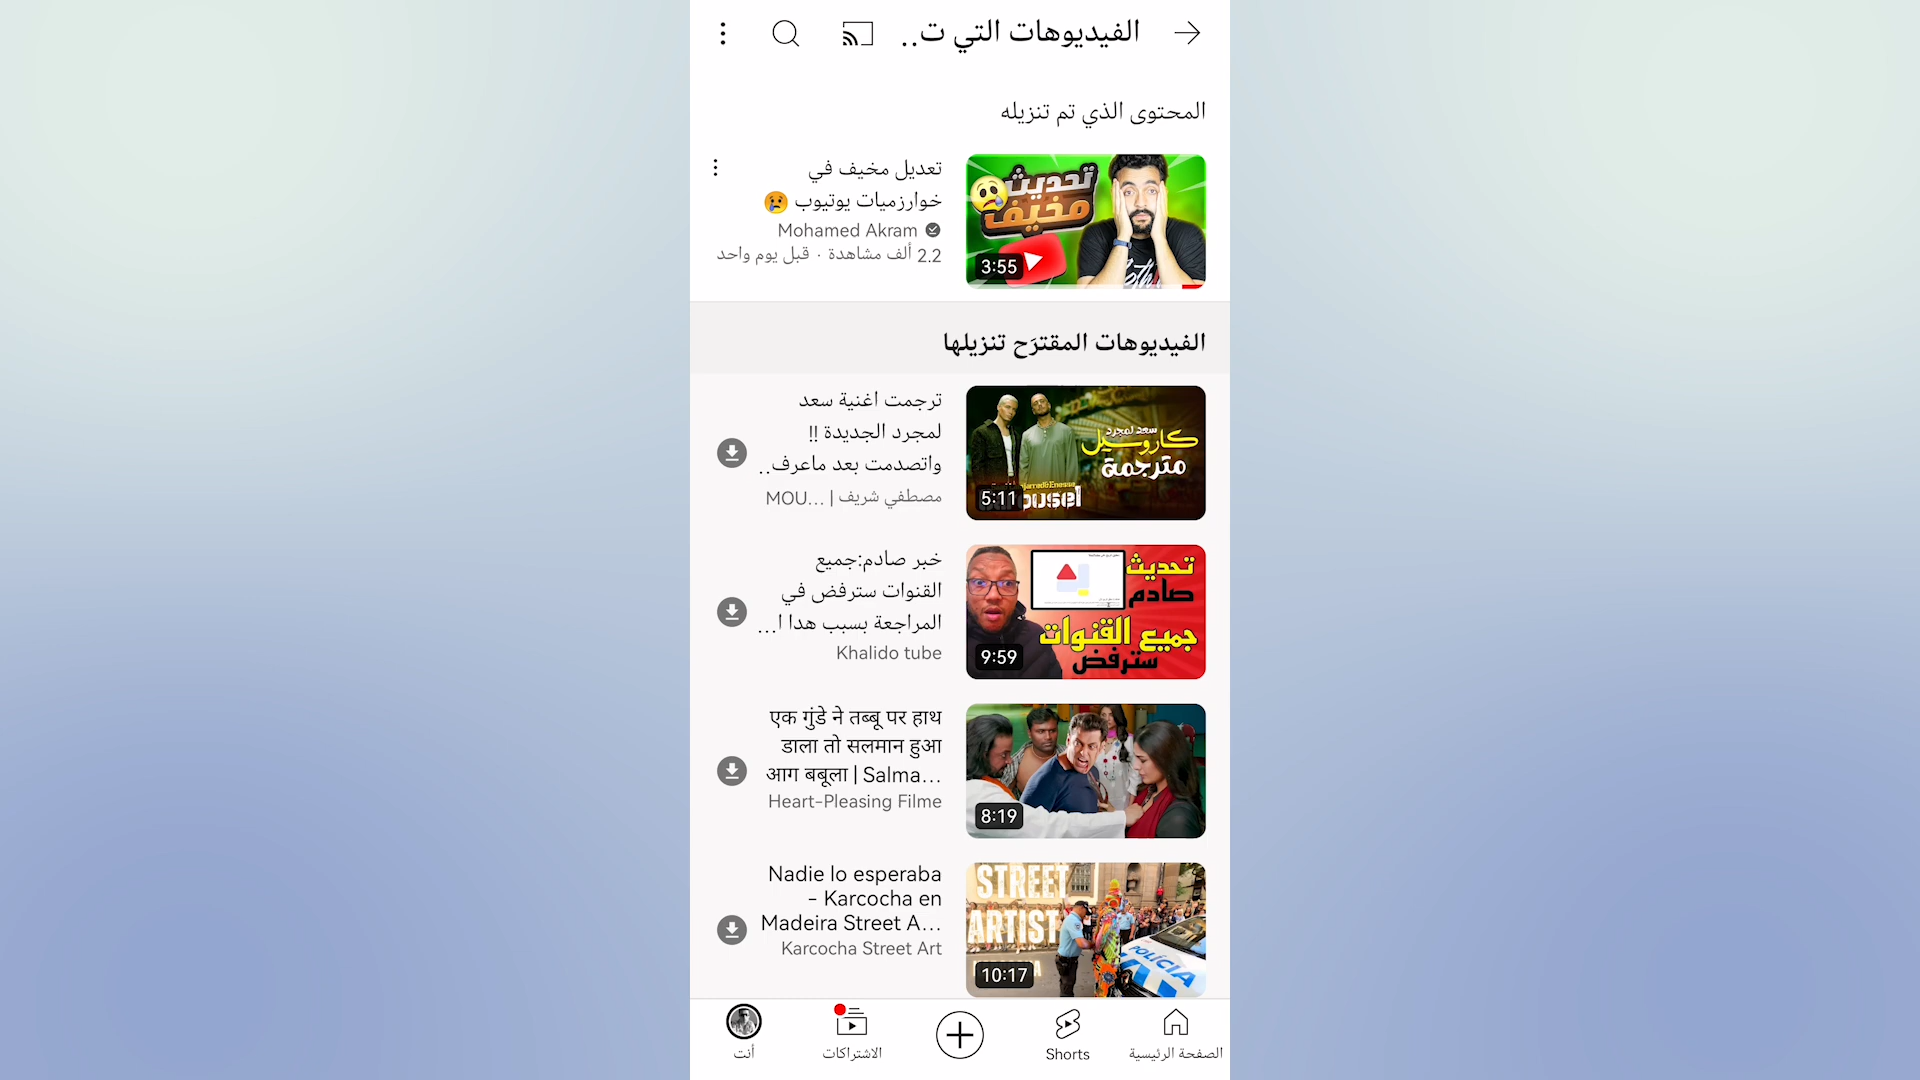 الفيديوهات التي ت..
المحتوى الذي تم تنزيله
تحديث
مخيف
3:55
تعديل مخيف في
خوارزميات يوتيوب 😢
Mohamed Akram
2.2 ألف مشاهدة · قبل يوم واحد
الفيديوهات المقترَح تنزيلها
سعد لمجرد
كاروسيل
مترجمة
5:11
ترجمت اغنية سعد
لمجرد الجديدة !!
واتصدمت بعد ماعرف..
مصطفي شريف | MOU...
تحديث
صادم
جميع القنوات
سترفض
9:59
خبر صادم:جميع
القنوات سترفض في
المراجعة بسبب هدا ا...
Khalido tube
8:19
एक गुंडे ने तब्बू पर हाथ
डाला तो सलमान हुआ
आग बबूला | Salma...
Heart-Pleasing Filme
STREET
ARTIST
POLÍCIA
10:17
Nadie lo esperaba
- Karcocha en
Madeira Street A...
Karcocha Street Art
الصفحة الرئيسية
Shorts
الاشتراكات
أنت